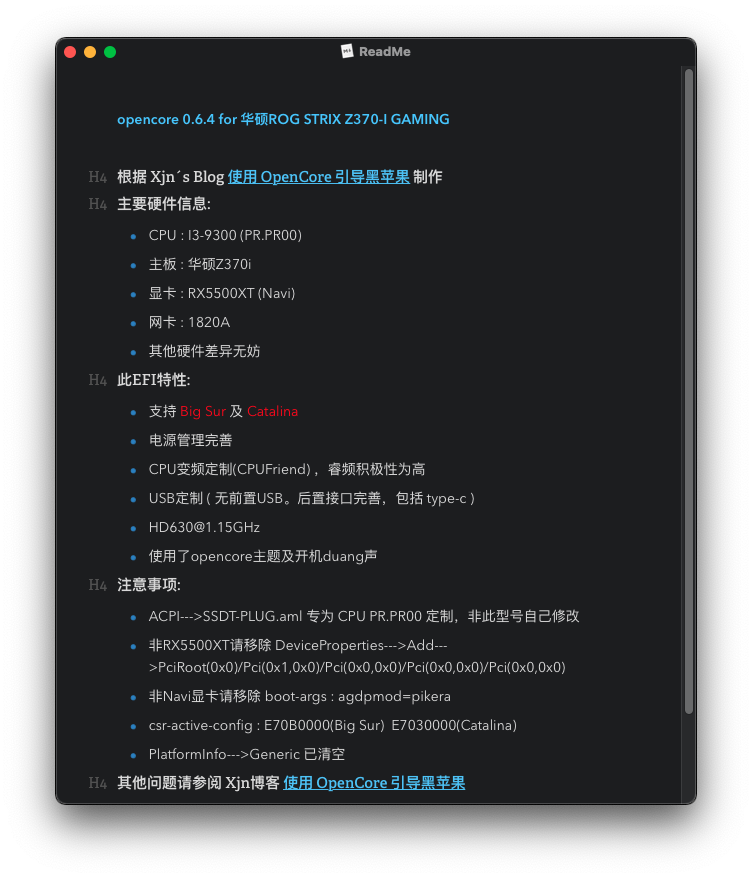 ReadMe
opencore 0.6.4 for 华硕ROG STRIX Z370-I GAMING
H4 根据 Xjn´s Blog 使用 OpenCore 引导黑苹果 制作
H4 主要硬件信息:
CPU : I3-9300 (PR.PR00)
主板 : 华硕Z370i
显卡 : RX5500XT (Navi)
网卡 : 1820A
其他硬件差异无妨
H4 此EFI特性:
支持 Big Sur 及 Catalina
电源管理完善
CPU变频定制(CPUFriend) ，睿频积极性为高
USB定制 ( 无前置USB。后置接口完善，包括 type-c )
HD630@1.15GHz
使用了opencore主题及开机duang声
H4 注意事项:
ACPI--->SSDT-PLUG.aml 专为 CPU PR.PR00 定制，非此型号自己修改
非RX5500XT请移除 DeviceProperties--->Add---
>PciRoot(0x0)/Pci(0x1,0x0)/Pci(0x0,0x0)/Pci(0x0,0x0)/Pci(0x0,0x0)
非Navi显卡请移除 boot-args : agdpmod=pikera
csr-active-config : E70B0000(Big Sur) E7030000(Catalina)
PlatformInfo--->Generic 已清空
H4 其他问题请参阅 Xjn博客 使用 OpenCore 引导黑苹果